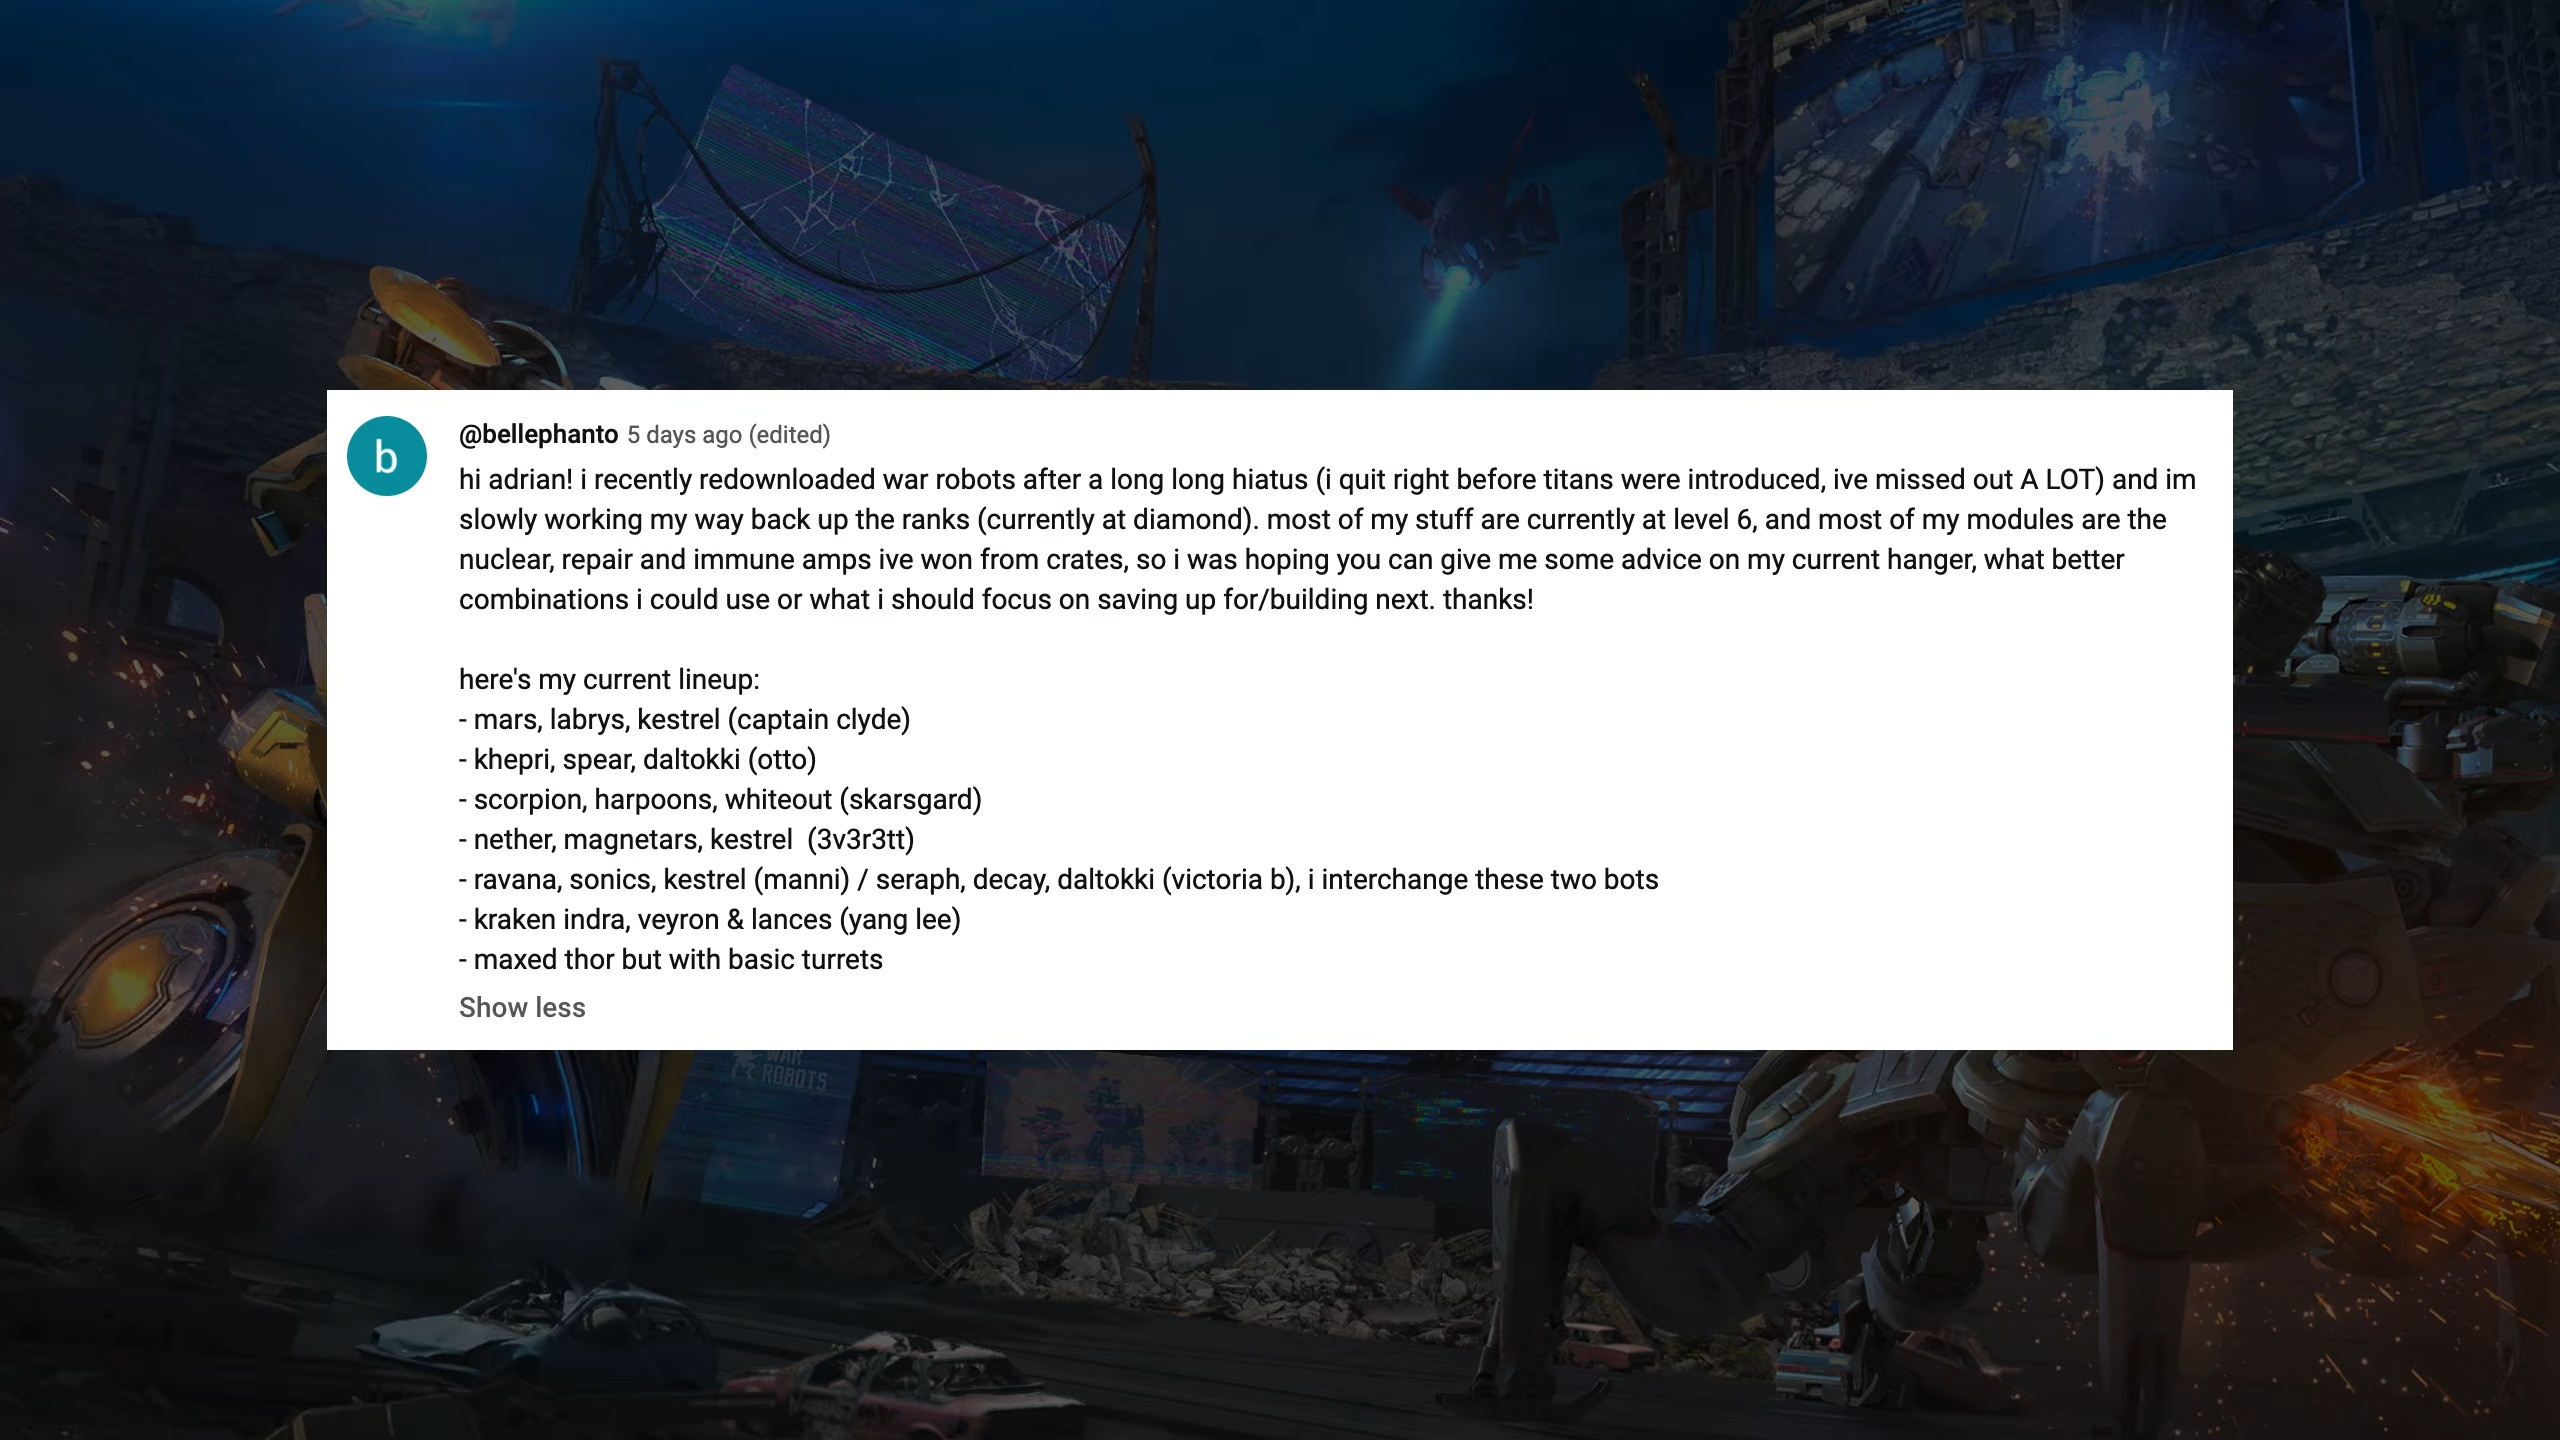 b
@bellephanto 5 days ago (edited)
hi adrian! i recently redownloaded war robots after a long long hiatus (i quit right before titans were introduced, ive missed out A LOT) and im
slowly working my way back up the ranks (currently at diamond). most of my stuff are currently at level 6, and most of my modules are the
nuclear, repair and immune amps ive won from crates, so i was hoping you can give me some advice on my current hanger, what better
combinations i could use or what i should focus on saving up for/building next. thanks!
here's my current lineup:
- mars, labrys, kestrel (captain clyde)
- khepri, spear, daltokki (otto)
- scorpion, harpoons, whiteout (skarsgard)
- nether, magnetars, kestrel  (3v3r3tt)
- ravana, sonics, kestrel (manni) / seraph, decay, daltokki (victoria b), i interchange these two bots
- kraken indra, veyron & lances (yang lee)
- maxed thor but with basic turrets
Show less
WAR
ROBOTS